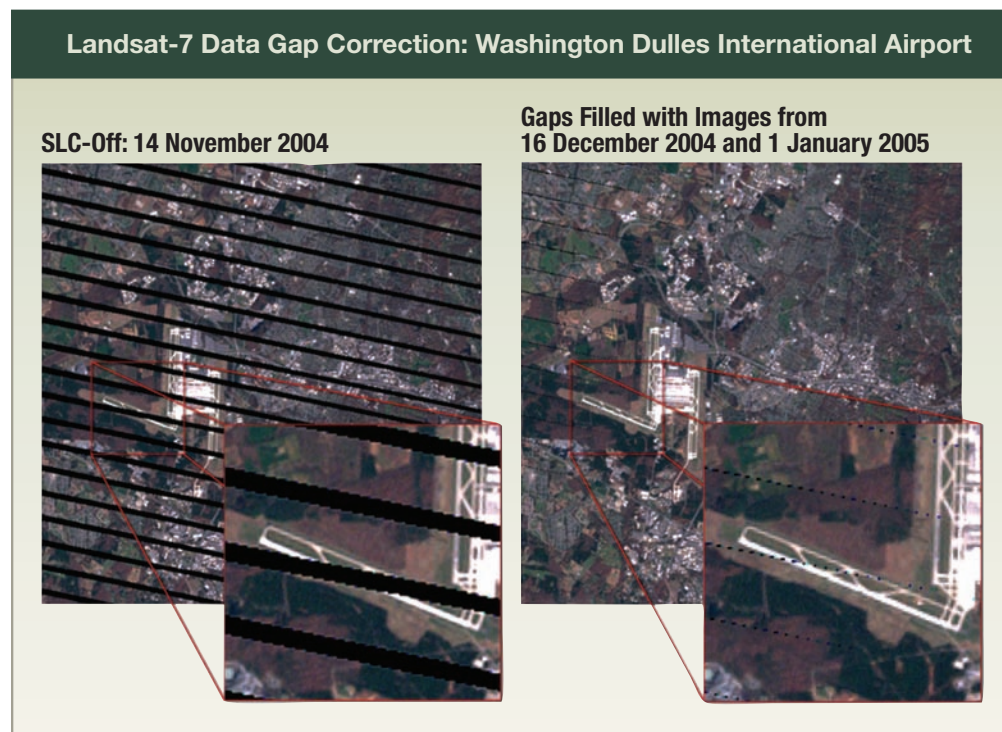 Landsat-7 Data Gap Correction: Washington Dulles International Airport
SLC-Off: 14 November 2004
Gaps Filled with Images from
16 December 2004 and 1 January 2005